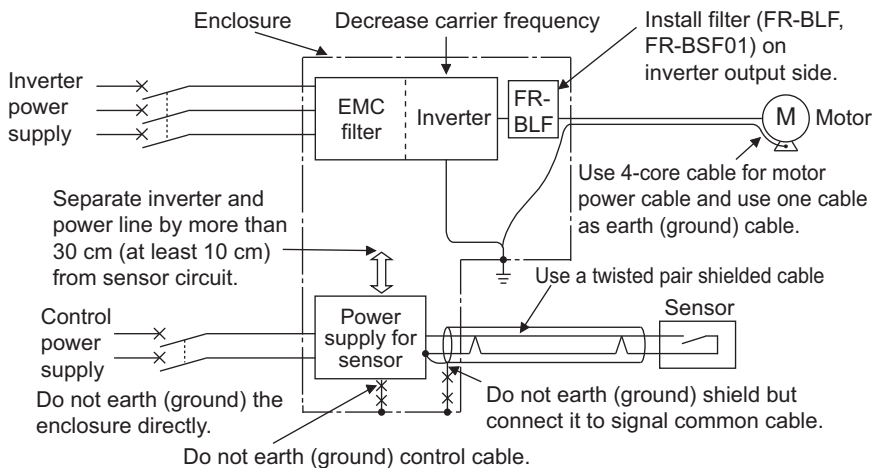 Enclosure
Decrease carrier frequency
Install filter (FR-BLF,
FR-BSF01) on
inverter output side.
Inverter
power
supply
EMC
filter
Inverter
FR-
BLF
M
Motor
Use 4-core cable for motor
power cable and use one cable
as earth (ground) cable.
Separate inverter and
power line by more than
30 cm (at least 10 cm)
from sensor circuit.
Use a twisted pair shielded cable
Sensor
Control
power
supply
Power
supply for
sensor
Do not earth (ground) the
enclosure directly.
Do not earth (ground) shield but
connect it to signal common cable.
Do not earth (ground) control cable.